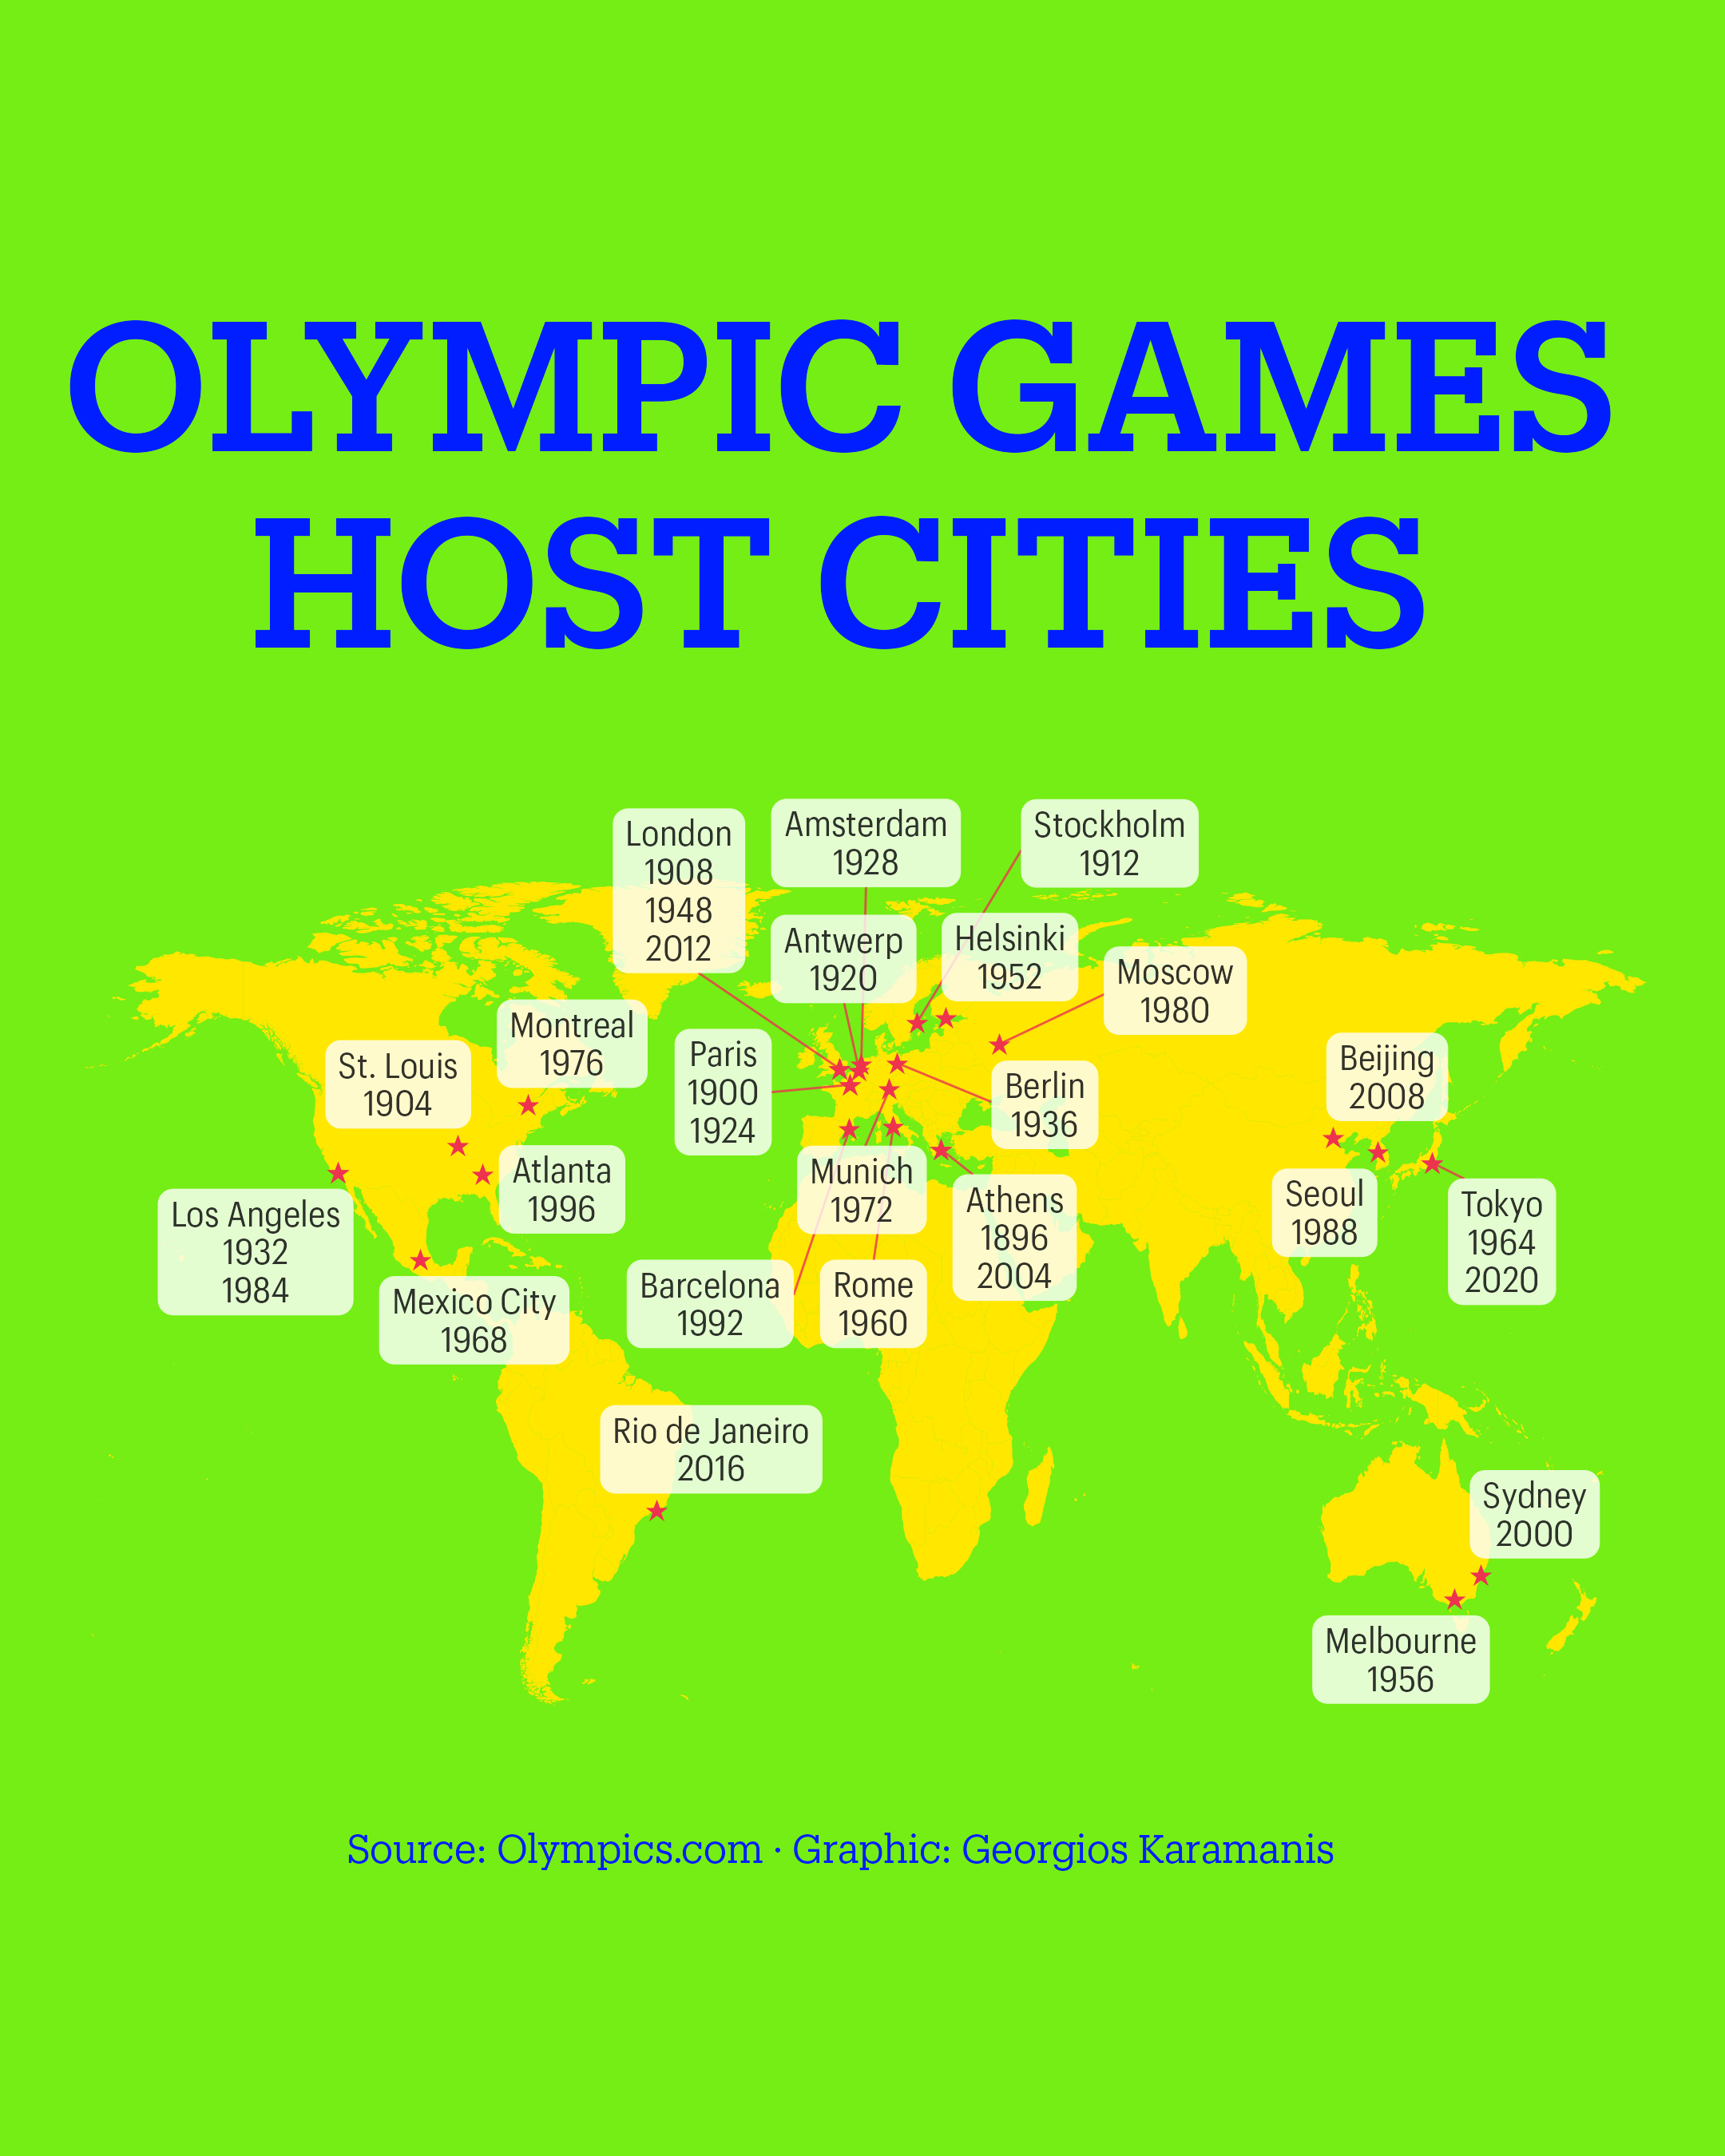 OLYMPIC GAMES
HOST CITIES
London
1908
1948
2012
Amsterdam
1928
Stockholm
1912
Antwerp
1920
Helsinki
1952
Moscow
1980
Montreal
1976
St. Louis
1904
Paris
1900
1924
Berlin
1936
Beijing
2008
Atlanta
1996
Munich
1972
Athens
1896
2004
Seoul
1988
Tokyo
1964
2020
Los Angeles
1932
1984
Mexico City
1968
Barcelona
1992
Rome
1960
Rio de Janeiro
2016
Sydney
2000
Melbourne
1956
Source: Olympics.com · Graphic: Georgios Karamanis